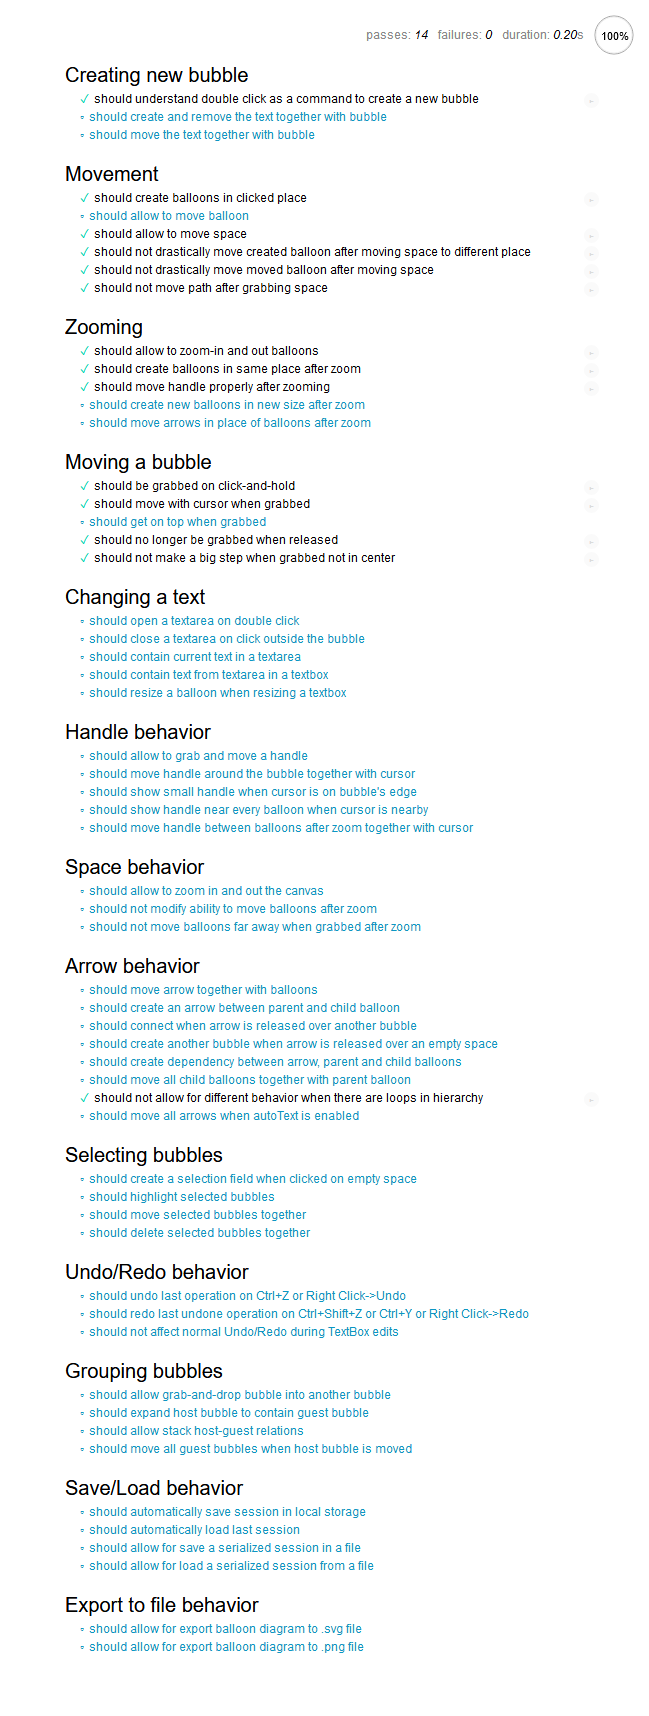 passes: 14 failures: 0 duration: 0.20s 100%
Creating new bubble
✓ should understand double click as a command to create a new bubble
should create and remove the text together with bubble
should move the text together with bubble
Movement
✓ should create balloons in clicked place
should allow to move balloon
✓ should allow to move space
✓ should not drastically move created balloon after moving space to different place
✓ should not drastically move moved balloon after moving space
✓ should not move path after grabbing space
Zooming
✓ should allow to zoom-in and out balloons
✓ should create balloons in same place after zoom
✓ should move handle properly after zooming
should create new balloons in new size after zoom
should move arrows in place of balloons after zoom
Moving a bubble
✓ should be grabbed on click-and-hold
✓ should move with cursor when grabbed
should get on top when grabbed
✓ should no longer be grabbed when released
✓ should not make a big step when grabbed not in center
Changing a text
should open a textarea on double click
should close a textarea on click outside the bubble
should contain current text in a textarea
should contain text from textarea in a textbox
should resize a balloon when resizing a textbox
Handle behavior
should allow to grab and move a handle
should move handle around the bubble together with cursor
should show small handle when cursor is on bubble's edge
should show handle near every balloon when cursor is nearby
should move handle between balloons after zoom together with cursor
Space behavior
should allow to zoom in and out the canvas
should not modify ability to move balloons after zoom
should not move balloons far away when grabbed after zoom
Arrow behavior
should move arrow together with balloons
should create an arrow between parent and child balloon
should connect when arrow is released over another bubble
should create another bubble when arrow is released over an empty space
should create dependency between arrow, parent and child balloons
should move all child balloons together with parent balloon
✓ should not allow for different behavior when there are loops in hierarchy
should move all arrows when autoText is enabled
Selecting bubbles
should create a selection field when clicked on empty space
should highlight selected bubbles
should move selected bubbles together
should delete selected bubbles together
Undo/Redo behavior
should undo last operation on Ctrl+Z or Right Click->Undo
should redo last undone operation on Ctrl+Shift+Z or Ctrl+Y or Right Click->Redo
should not affect normal Undo/Redo during TextBox edits
Grouping bubbles
should allow grab-and-drop bubble into another bubble
should expand host bubble to contain guest bubble
should allow stack host-guest relations
should move all guest bubbles when host bubble is moved
Save/Load behavior
should automatically save session in local storage
should automatically load last session
should allow for save a serialized session in a file
should allow for load a serialized session from a file
Export to file behavior
should allow for export balloon diagram to .svg file
should allow for export balloon diagram to .png file